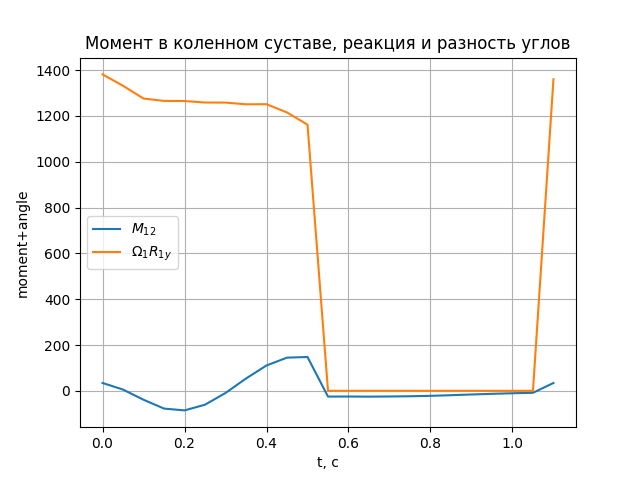 Момент в коленном суставе, реакция и разность углов
1400
1200
1000
800
600
400
200
0
moment+angle
M₁₂
Ω₁R₁y
0.0 0.2 0.4 0.6 0.8 1.0
t, c